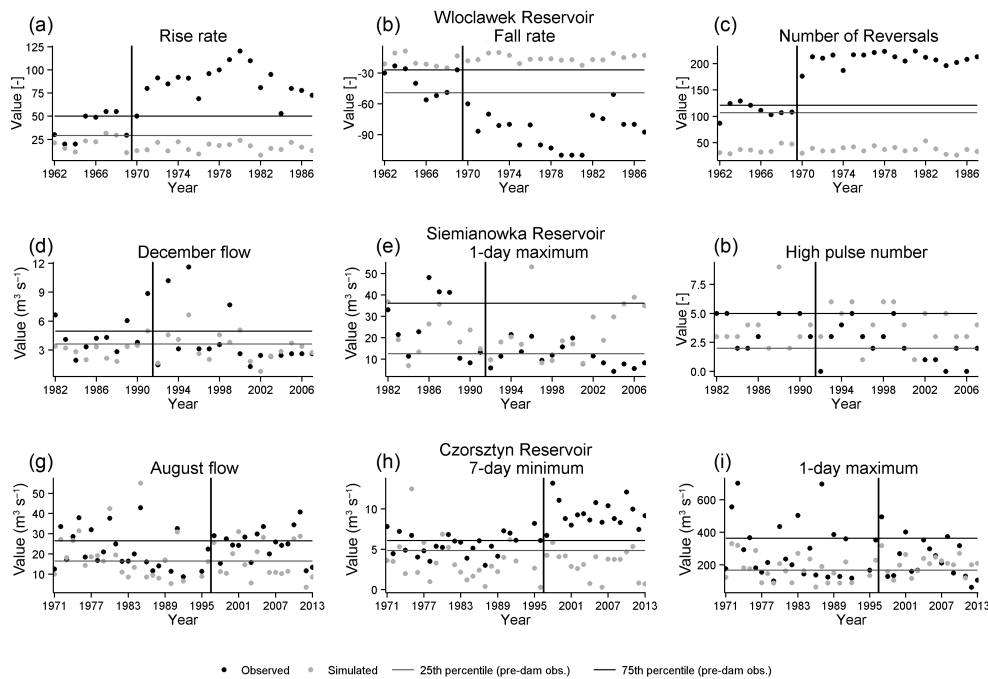 Wloclawek Reservoir
(a) Rise rate
(b) Fall rate
(c) Number of Reversals
Value [-]
125
100
75
50
25
1962 1966 1970 1974 1978 1982 1986
Year
Value [-]
-30
-60
-90
1962 1966 1970 1974 1978 1982 1986
Year
Value [-]
200
150
100
50
1962 1966 1970 1974 1978 1982 1986
Year
Siemianowka Reservoir
(d) December flow
(e) 1-day maximum
(b) High pulse number
Value (m³ s⁻¹)
12
9
6
3
1982 1986 1990 1994 1998 2002 2006
Year
Value (m³ s⁻¹)
50
40
30
20
10
1982 1986 1990 1994 1998 2002 2006
Year
Value [-]
7.5
5.0
2.5
0.0
1982 1986 1990 1994 1998 2002 2006
Year
Czorsztyn Reservoir
(g) August flow
(h) 7-day minimum
(i) 1-day maximum
Value (m³ s⁻¹)
50
40
30
20
10
1971 1977 1983 1989 1995 2001 2007 2013
Year
Value (m³ s⁻¹)
10
5
0
1971 1977 1983 1989 1995 2001 2007 2013
Year
Value (m³ s⁻¹)
600
400
200
1971 1977 1983 1989 1995 2001 2007 2013
Year
Observed Simulated 25th percentile (pre-dam obs.) 75th percentile (pre-dam obs.)